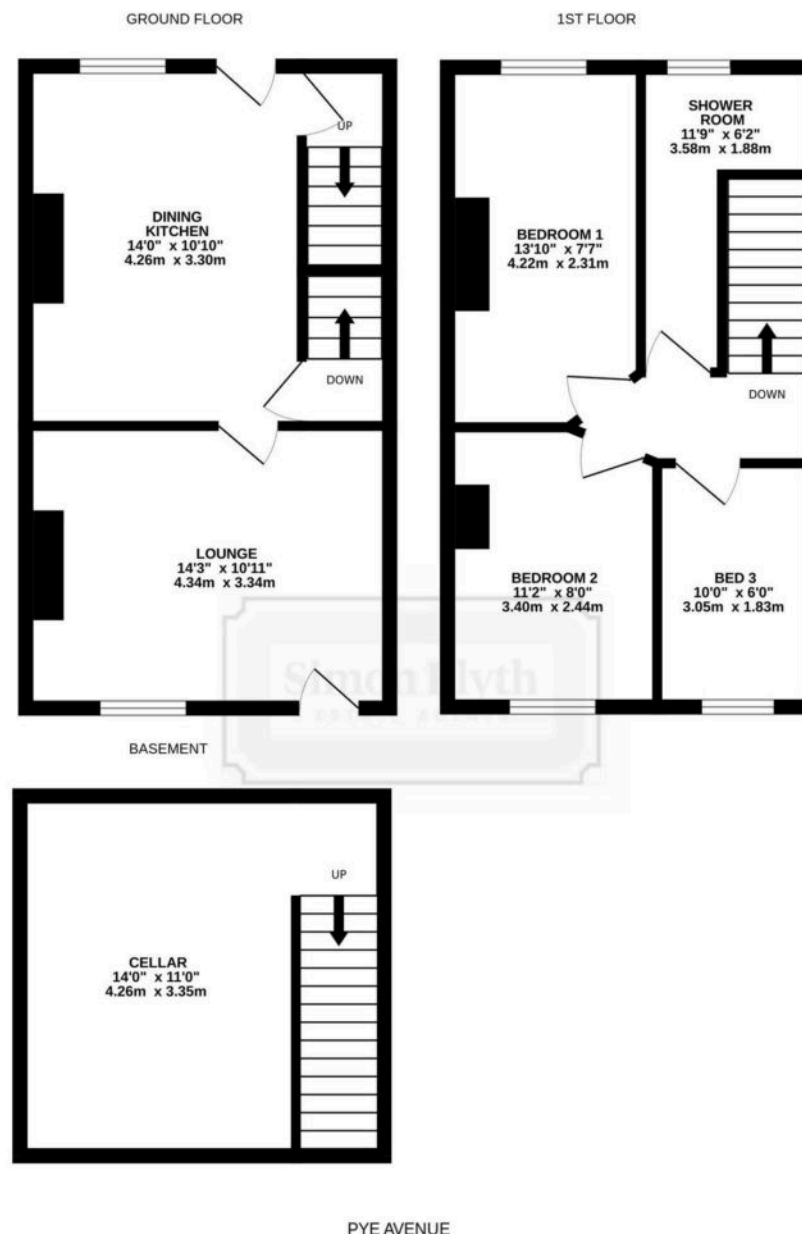 GROUND FLOOR
1ST FLOOR
UP
DINING
KITCHEN
14'0" x 10'10"
4.26m x 3.30m
DOWN
LOUNGE
14'3" x 10'11"
4.34m x 3.34m
SHOWER
ROOM
11'9" x 6'2"
3.58m x 1.88m
BEDROOM 1
13'10" x 7'7"
4.22m x 2.31m
DOWN
BEDROOM 2
11'2" x 8'0"
3.40m x 2.44m
BED 3
10'0" x 6'0"
3.05m x 1.83m
Simon Blyth
ESTATE AGENTS
BASEMENT
UP
CELLAR
14'0" x 11'0"
4.26m x 3.35m
PYE AVENUE